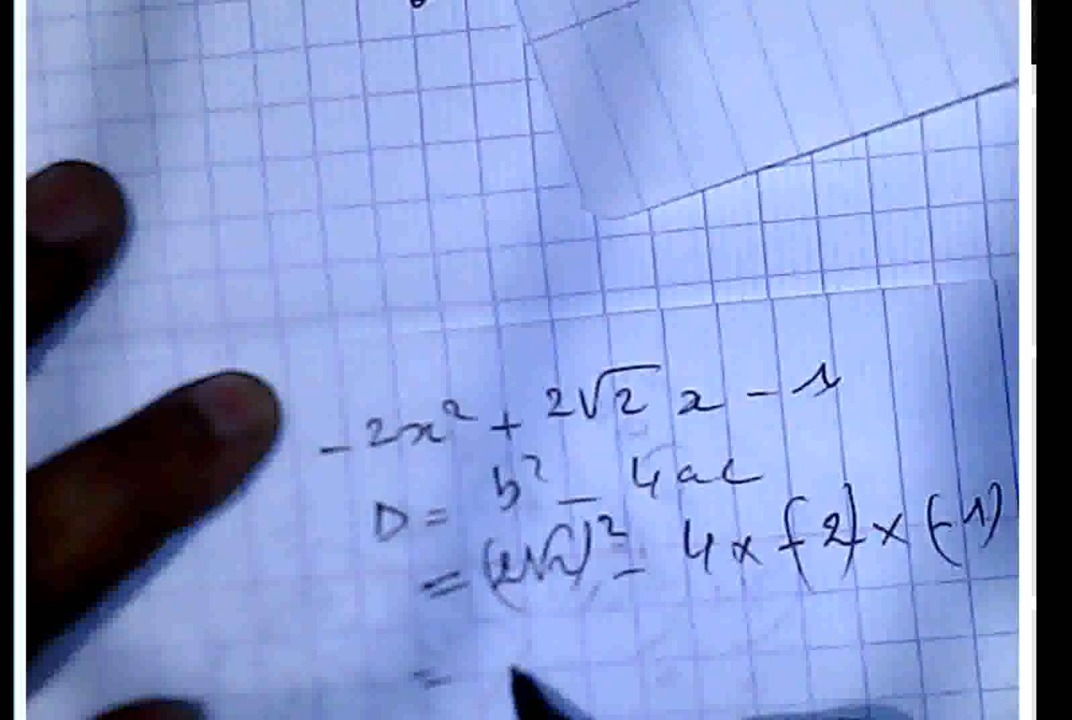 -2x² + 2√2 x - 1
D = b² - 4ac
= (2√2)² - 4 × (-2) × (-1)
=